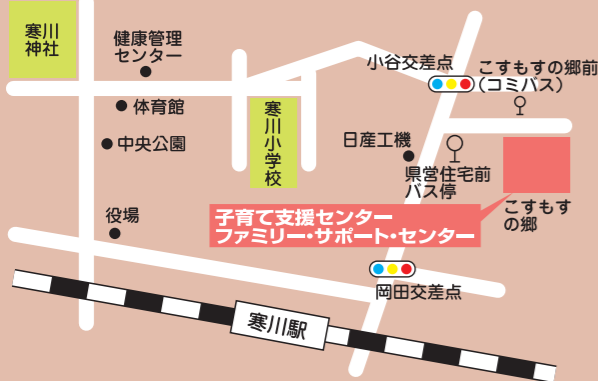 寒川
神社
健康管理
センター
体育館
中央公園
役場
寒川小学校
小谷交差点
こすもすの郷前
（コミバス）
日産工機
県営住宅前
バス停
こすもす
の郷
子育て支援センター
ファミリー・サポート・センター
岡田交差点
寒川駅